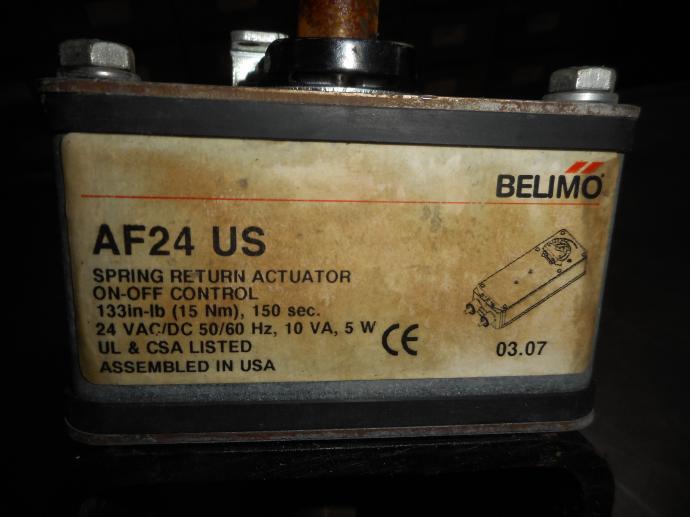 BELIMO
AF24 US
SPRING RETURN ACTUATOR
ON-OFF CONTROL
133in-lb (15 Nm), 150 sec.
24 VAC/DC 50/60 Hz, 10 VA, 5 W
UL & CSA LISTED
ASSEMBLED IN USA
CE
03.07